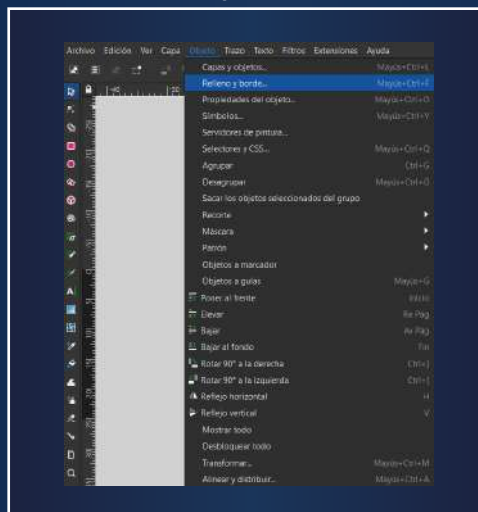 Archivo Edición Ver Capa Objeto Trazo Texto Filtros Extensiones Ayuda
Capas y objetos... Mayús+Ctrl+L
Relleno y borde... Mayús+Ctrl+F
Propiedades del objeto... Mayús+Ctrl+O
Símbolos... Mayús+Ctrl+Y
Servidores de pintura...
Selectores y CSS... Mayús+Ctrl+Q
Agrupar Ctrl+G
Desagrupar Mayús+Ctrl+G
Sacar los objetos seleccionados del grupo
Recorte
Máscara
Patrón
Objetos a marcador
Objetos a guías Mayús+G
Poner al frente Inicio
Elevar Re Pág
Bajar Av Pág
Bajar al fondo Fin
Rotar 90° a la derecha Ctrl+]
Rotar 90° a la izquierda Ctrl+[
Reflejo horizontal H
Reflejo vertical V
Mostrar todo
Desbloquear todo
Transformar... Mayús+Ctrl+M
Alinear y distribuir... Mayús+Ctrl+A